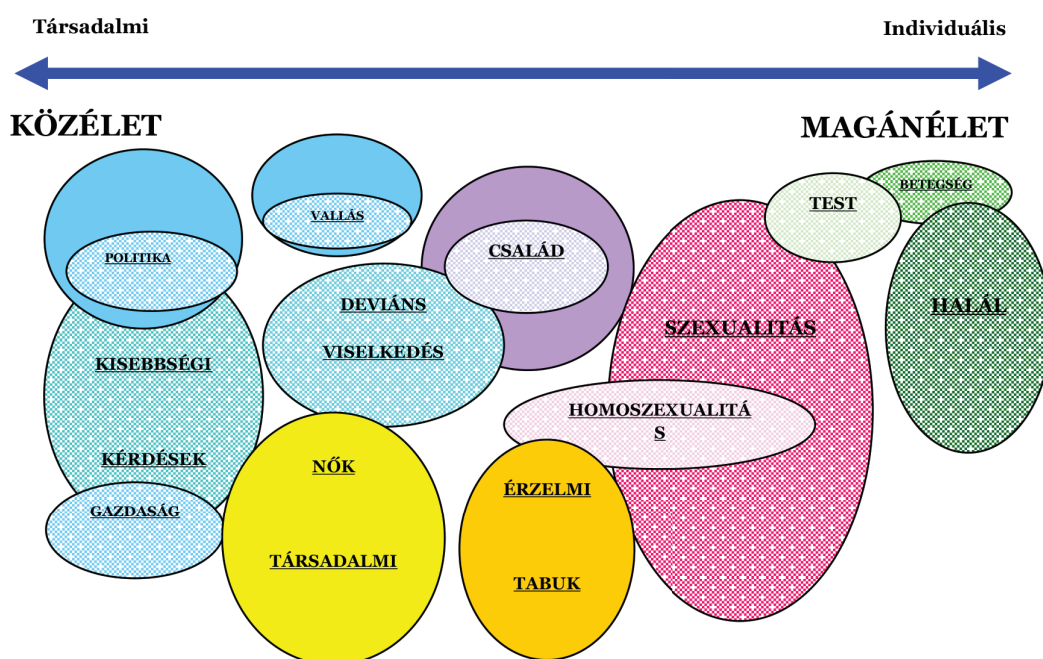 Társadalmi
Individuális
KÖZÉLET
MAGÁNÉLET
POLITIKA
VALLÁS
CSALÁD
TEST
BETEGSÉG
DEVIÁNS
VISELKEDÉS
SZEXUALITÁS
HALÁL
KISEBBSÉGI
KÉRDÉSEK
HOMOSZEXUALITÁ
S
GAZDASÁG
NŐK
TÁRSADALMI
ÉRZELMI
TABUK